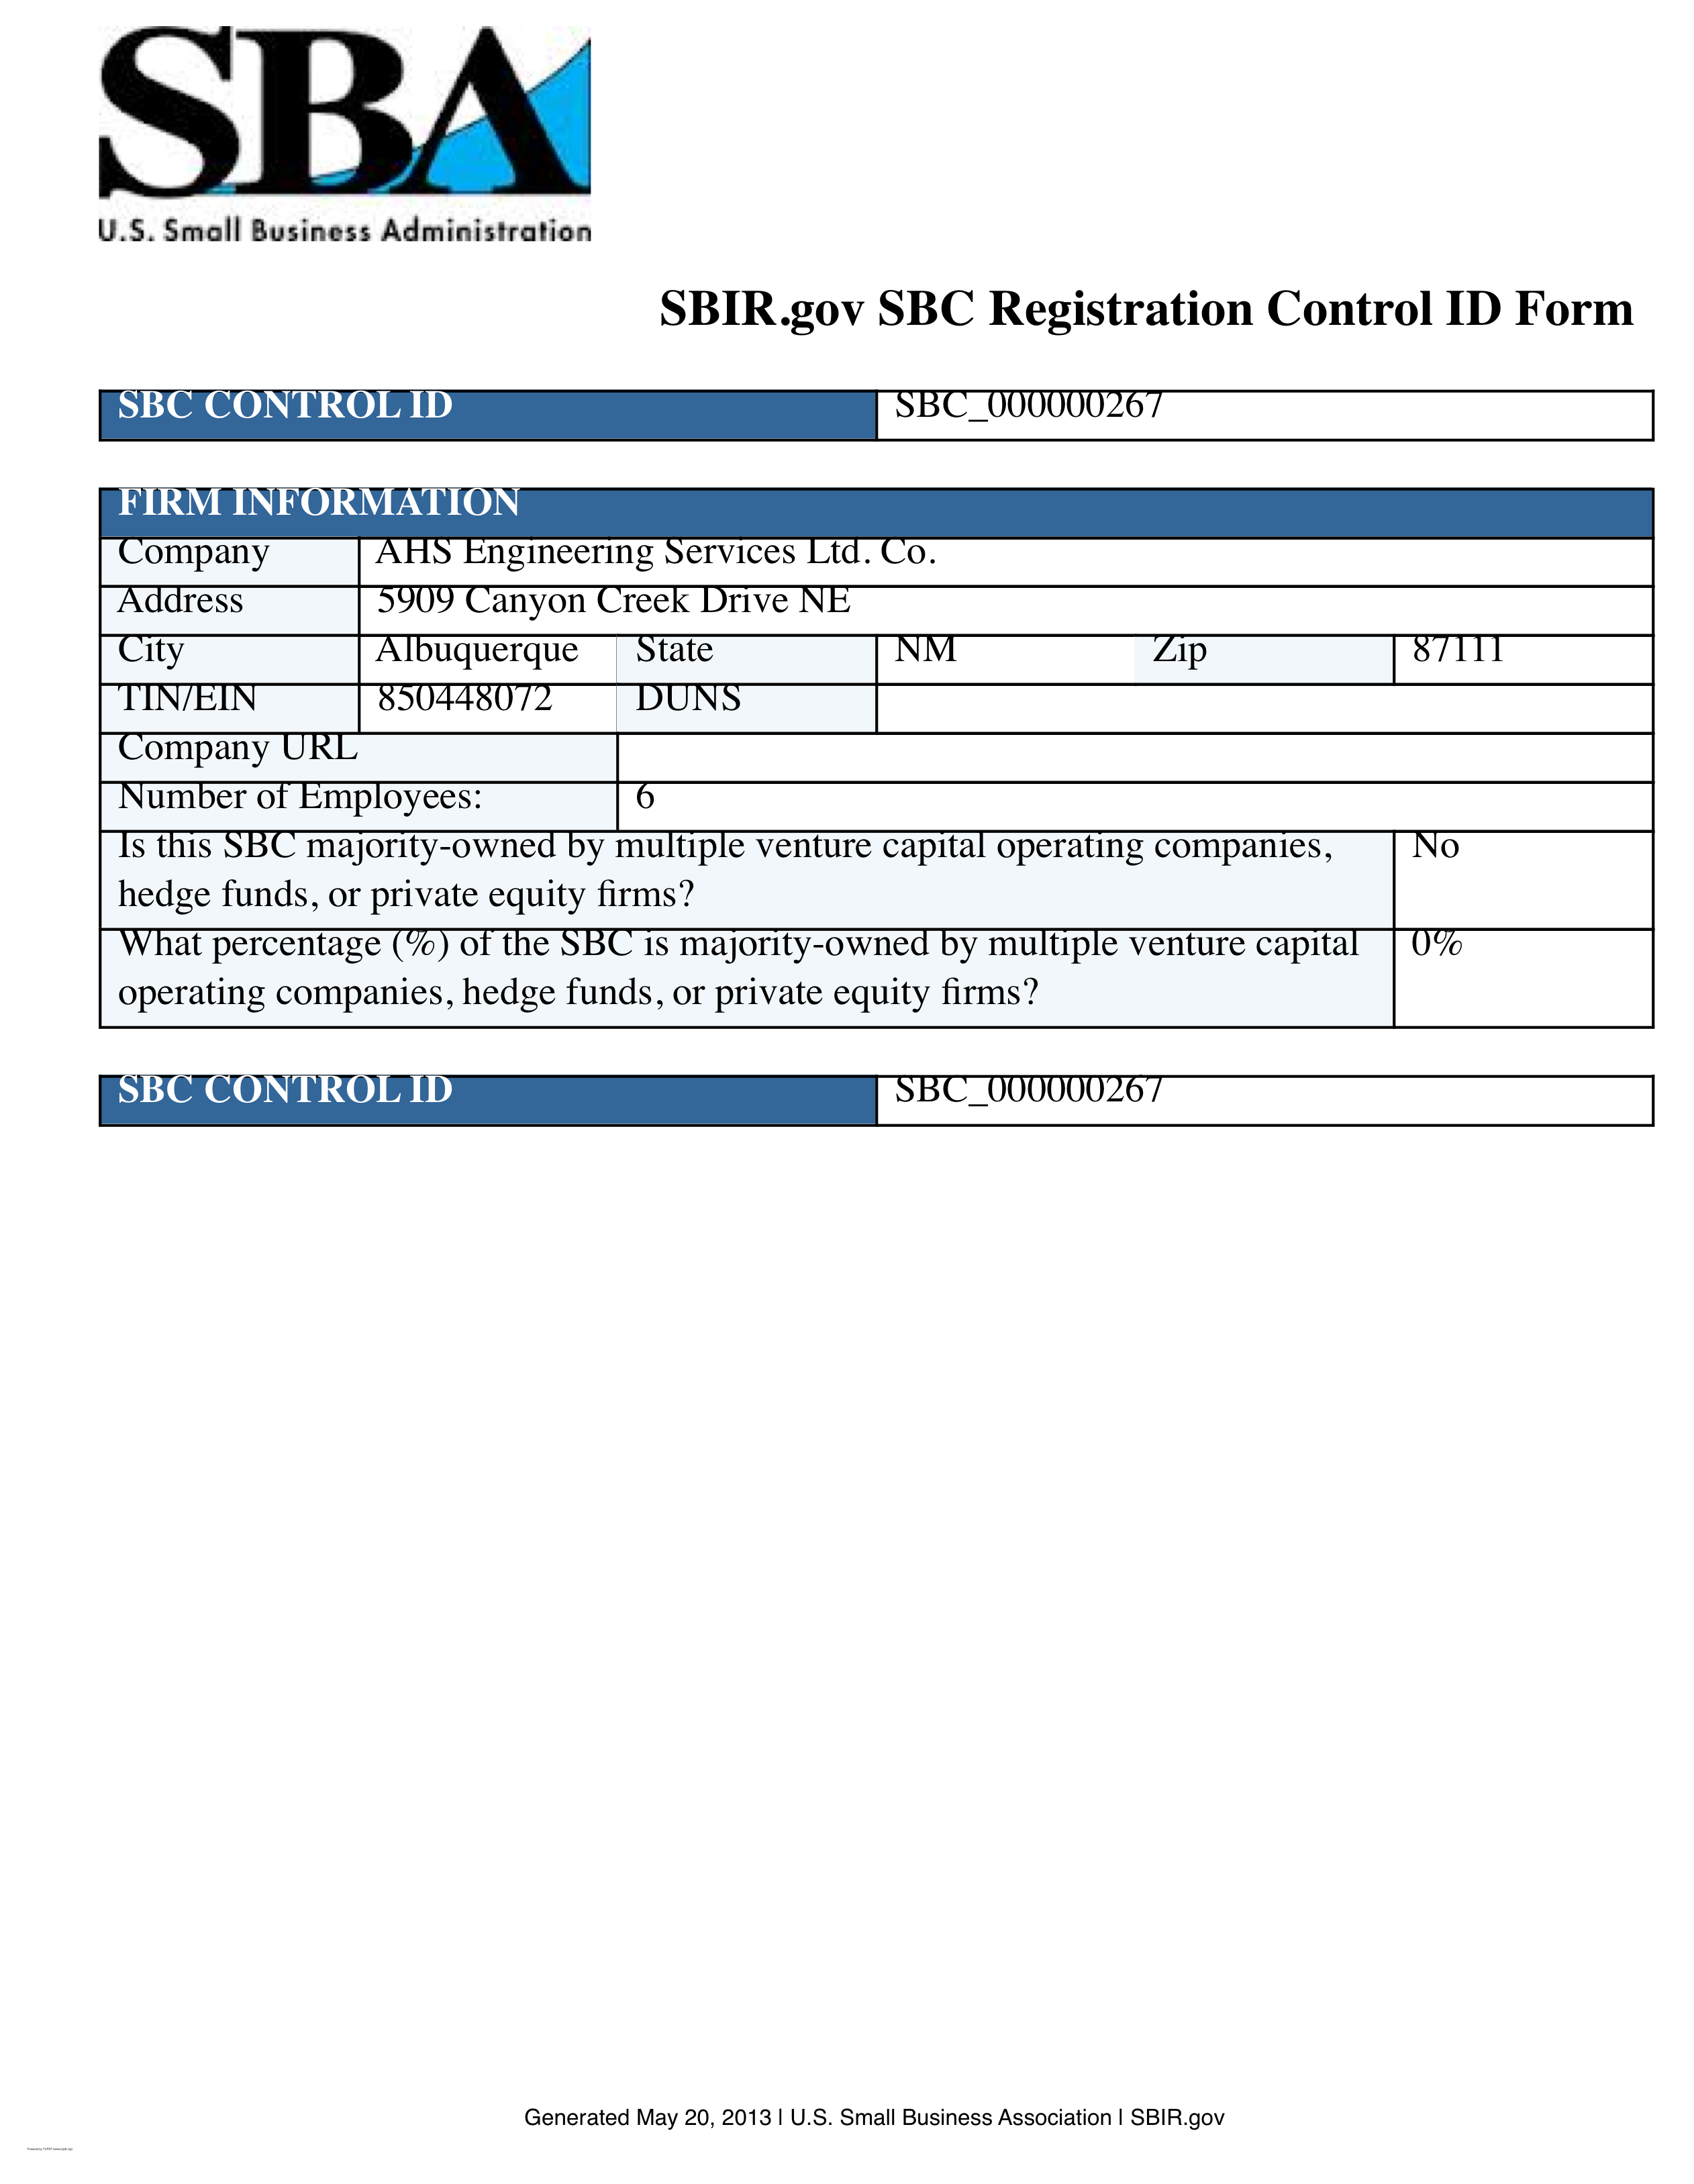 SBA
U.S. Small Business Administration
SBIR.gov SBC Registration Control ID Form
SBC CONTROL ID SBC_000000267
FIRM INFORMATION
Company AHS Engineering Services Ltd. Co.
Address 5909 Canyon Creek Drive NE
City Albuquerque State NM Zip 87111
TIN/EIN 850448072 DUNS
Company URL
Number of Employees: 6
Is this SBC majority-owned by multiple venture capital operating companies, No
hedge funds, or private equity firms?
What percentage (%) of the SBC is majority-owned by multiple venture capital 0%
operating companies, hedge funds, or private equity firms?
SBC CONTROL ID SBC_000000267
Generated May 20, 2013 | U.S. Small Business Association | SBIR.gov